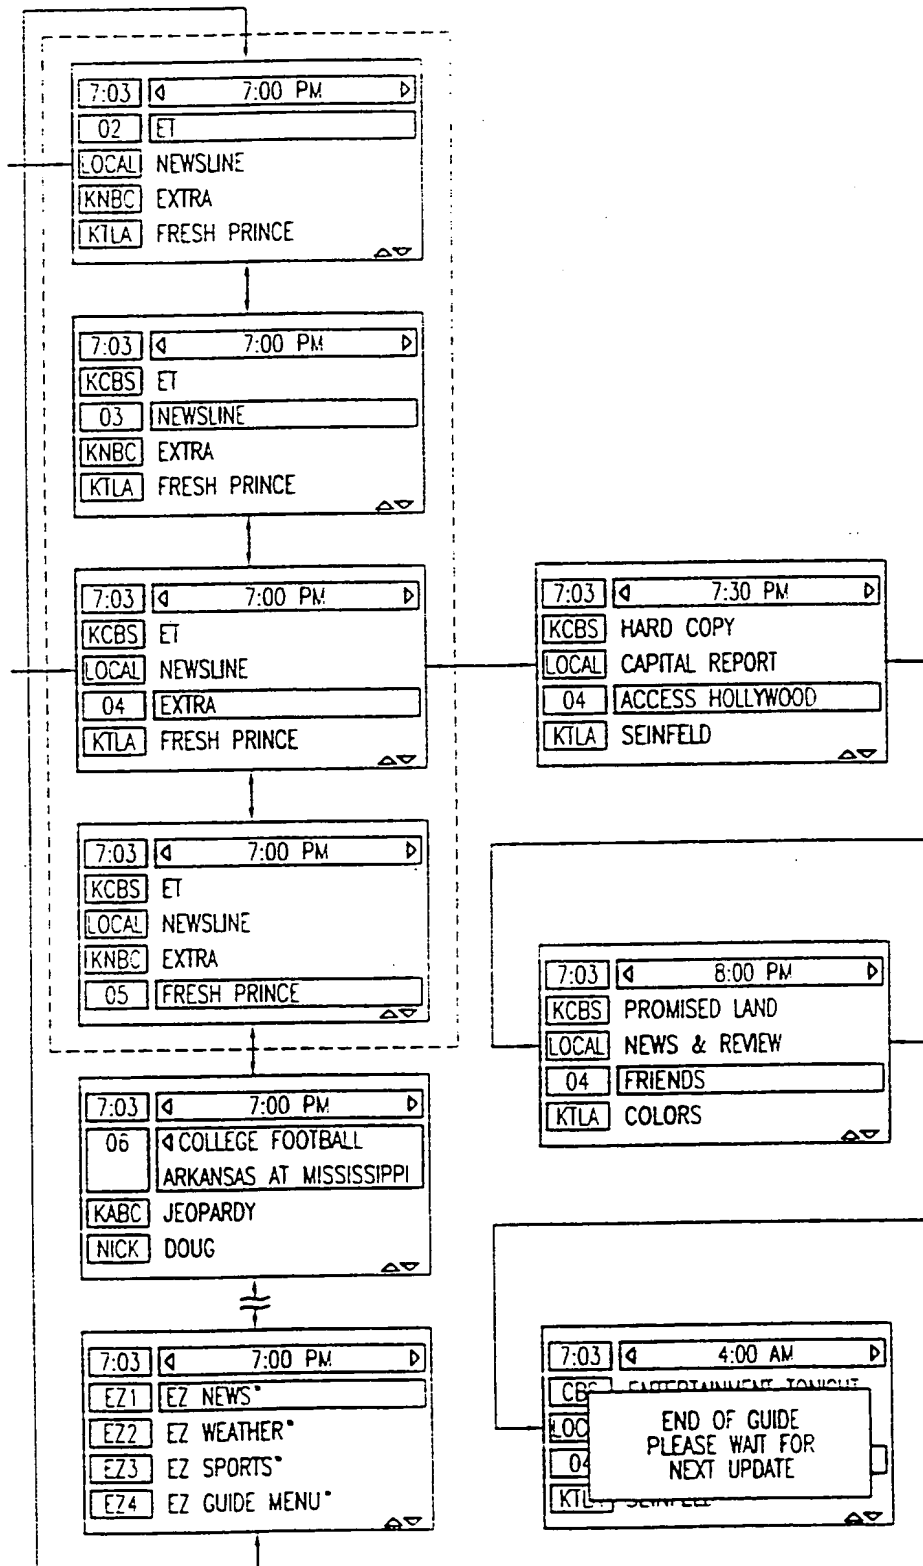 7:03 7:00 PM
02 ET
LOCAL NEWSLINE
KNBC EXTRA
KTLA FRESH PRINCE
7:03 7:00 PM
KCBS ET
03 NEWSLINE
KNBC EXTRA
KTLA FRESH PRINCE
7:03 7:00 PM
KCBS ET
LOCAL NEWSLINE
04 EXTRA
KTLA FRESH PRINCE
7:03 7:00 PM
KCBS ET
LOCAL NEWSLINE
KNBC EXTRA
05 FRESH PRINCE
7:03 7:00 PM
06 COLLEGE FOOTBALL
ARKANSAS AT MISSISSIPPI
KABC JEOPARDY
NICK DOUG
7:03 7:00 PM
EZ1 EZ NEWS*
EZ2 EZ WEATHER*
EZ3 EZ SPORTS*
EZ4 EZ GUIDE MENU*
7:03 7:30 PM
KCBS HARD COPY
LOCAL CAPITAL REPORT
04 ACCESS HOLLYWOOD
KTLA SEINFELD
7:03 8:00 PM
KCBS PROMISED LAND
LOCAL NEWS & REVIEW
04 FRIENDS
KTLA COLORS
7:03 4:00 AM
CBS ENTERTAINMENT TONIGHT
LOC
04
KTL SEINFELD
END OF GUIDE
PLEASE WAIT FOR
NEXT UPDATE